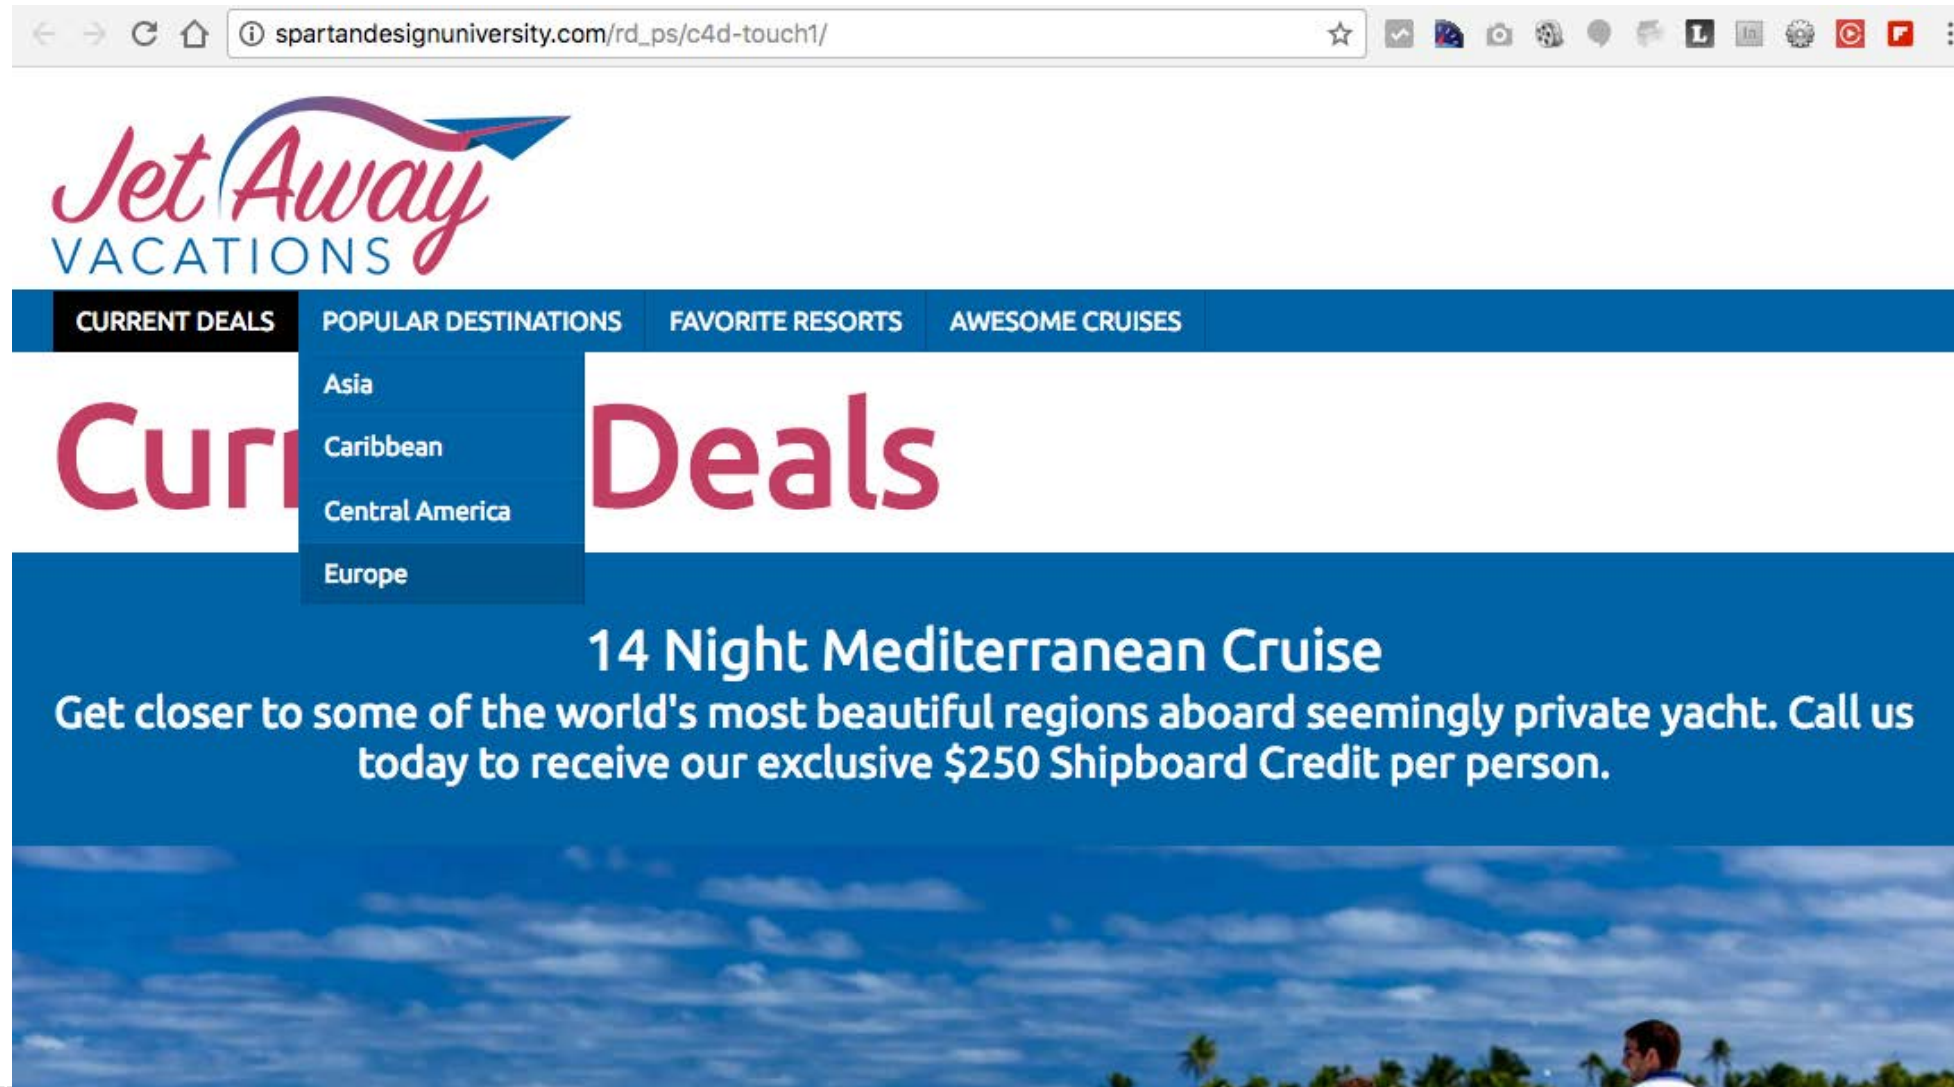 spartandesignuniversity.com/rd_ps/c4d-touch1/
L
In
Jet Away
VACATIONS
CURRENT DEALS POPULAR DESTINATIONS FAVORITE RESORTS AWESOME CRUISES
Asia
Caribbean
Central America
Europe
Curr Deals
14 Night Mediterranean Cruise
Get closer to some of the world's most beautiful regions aboard seemingly private yacht. Call us
today to receive our exclusive $250 Shipboard Credit per person.